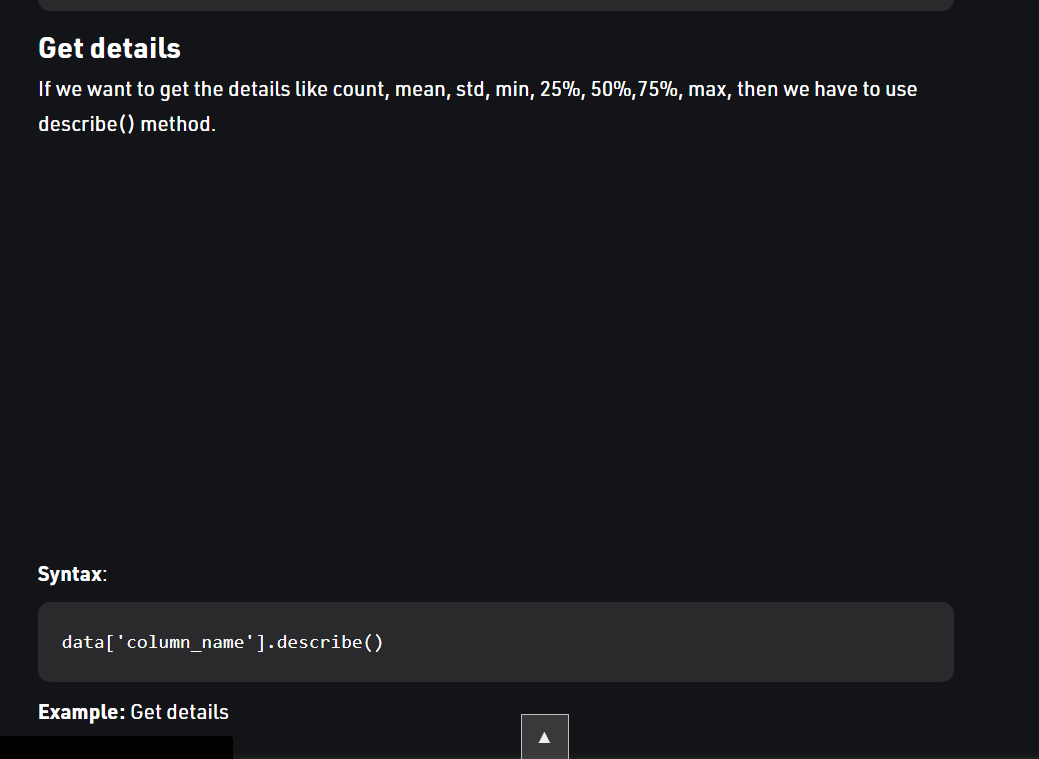 Get details
If we want to get the details like count, mean, std, min, 25%, 50%,75%, max, then we have to use
describe() method.
Syntax:
data['column_name'].describe()
Example: Get details
▲